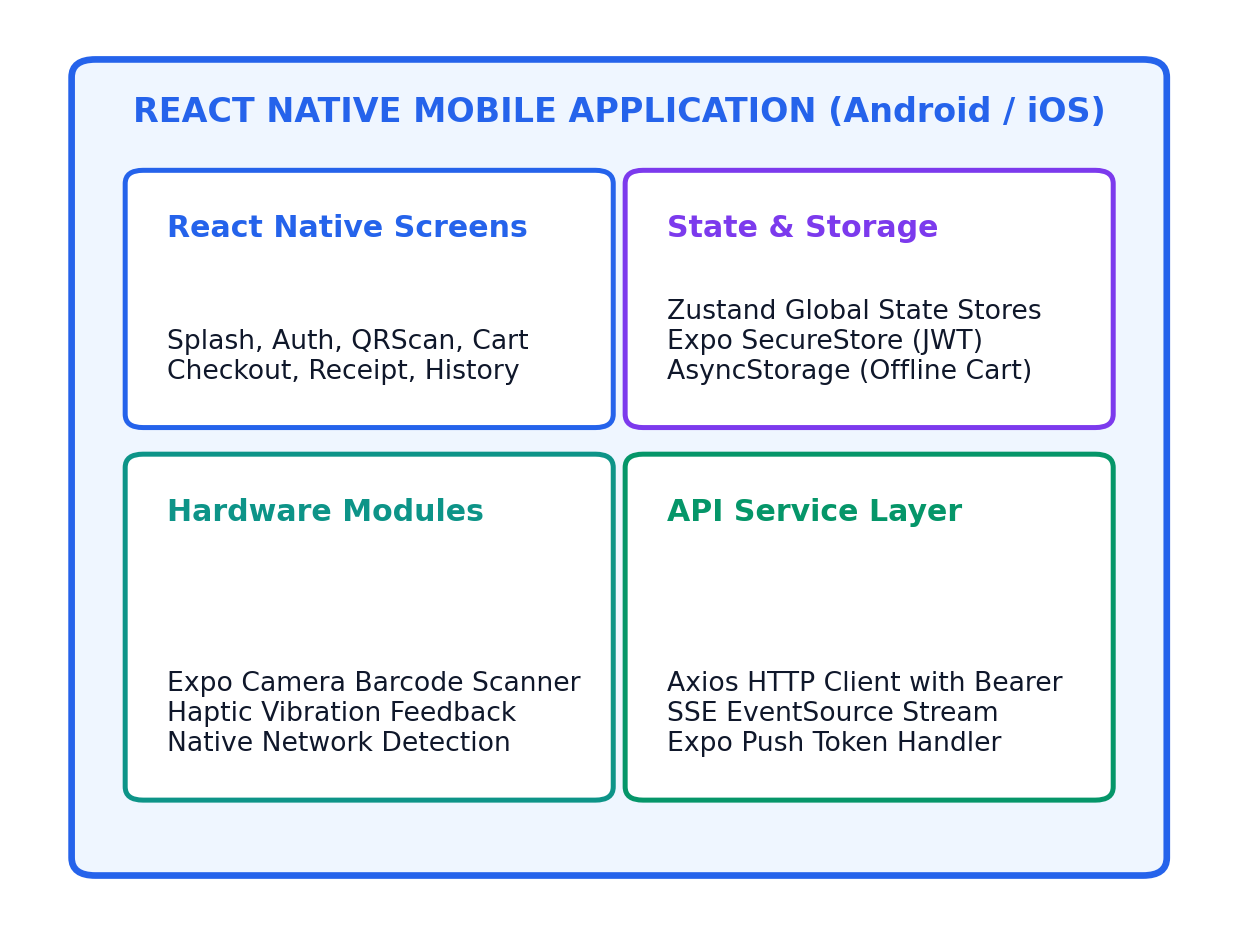 REACT NATIVE MOBILE APPLICATION (Android / iOS)
React Native Screens
Splash, Auth, QRScan, Cart
Checkout, Receipt, History
State & Storage
Zustand Global State Stores
Expo SecureStore (JWT)
AsyncStorage (Offline Cart)
Hardware Modules
Expo Camera Barcode Scanner
Haptic Vibration Feedback
Native Network Detection
API Service Layer
Axios HTTP Client with Bearer
SSE EventSource Stream
Expo Push Token Handler